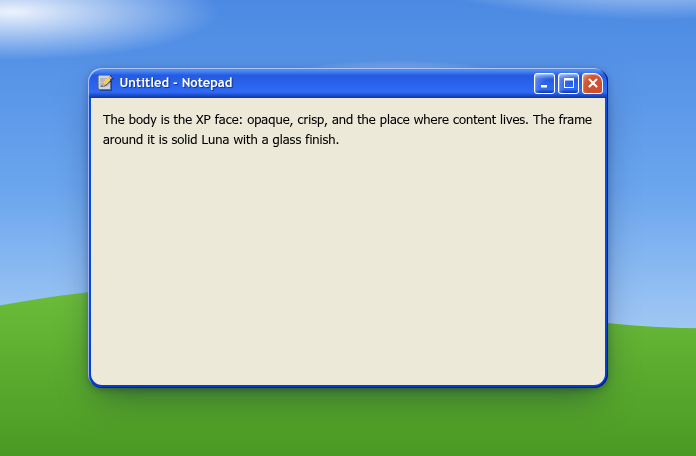 Untitled - Notepad
The body is the XP face: opaque, crisp, and the place where content lives. The frame
around it is solid Luna with a glass finish.